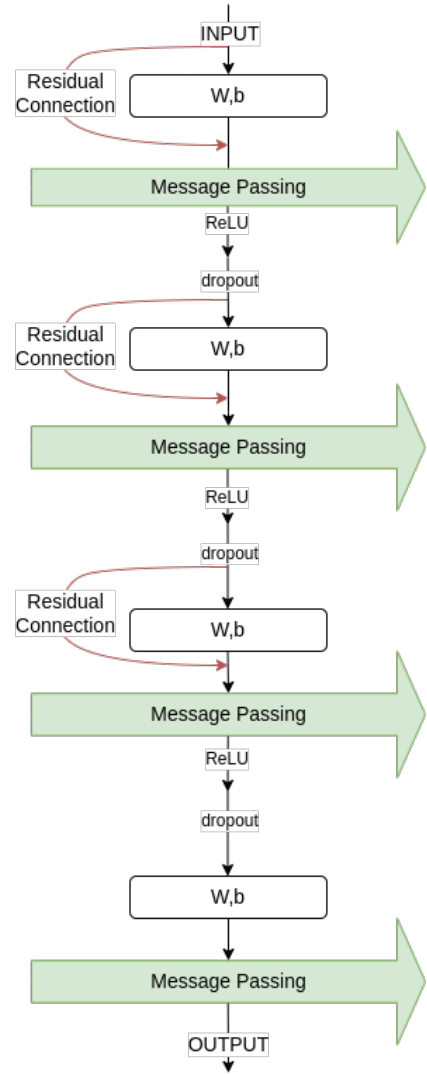 INPUT
Residual
Connection
W,b
Message Passing
ReLU
dropout
Residual
Connection
W,b
Message Passing
ReLU
dropout
Residual
Connection
W,b
Message Passing
ReLU
dropout
W,b
Message Passing
OUTPUT